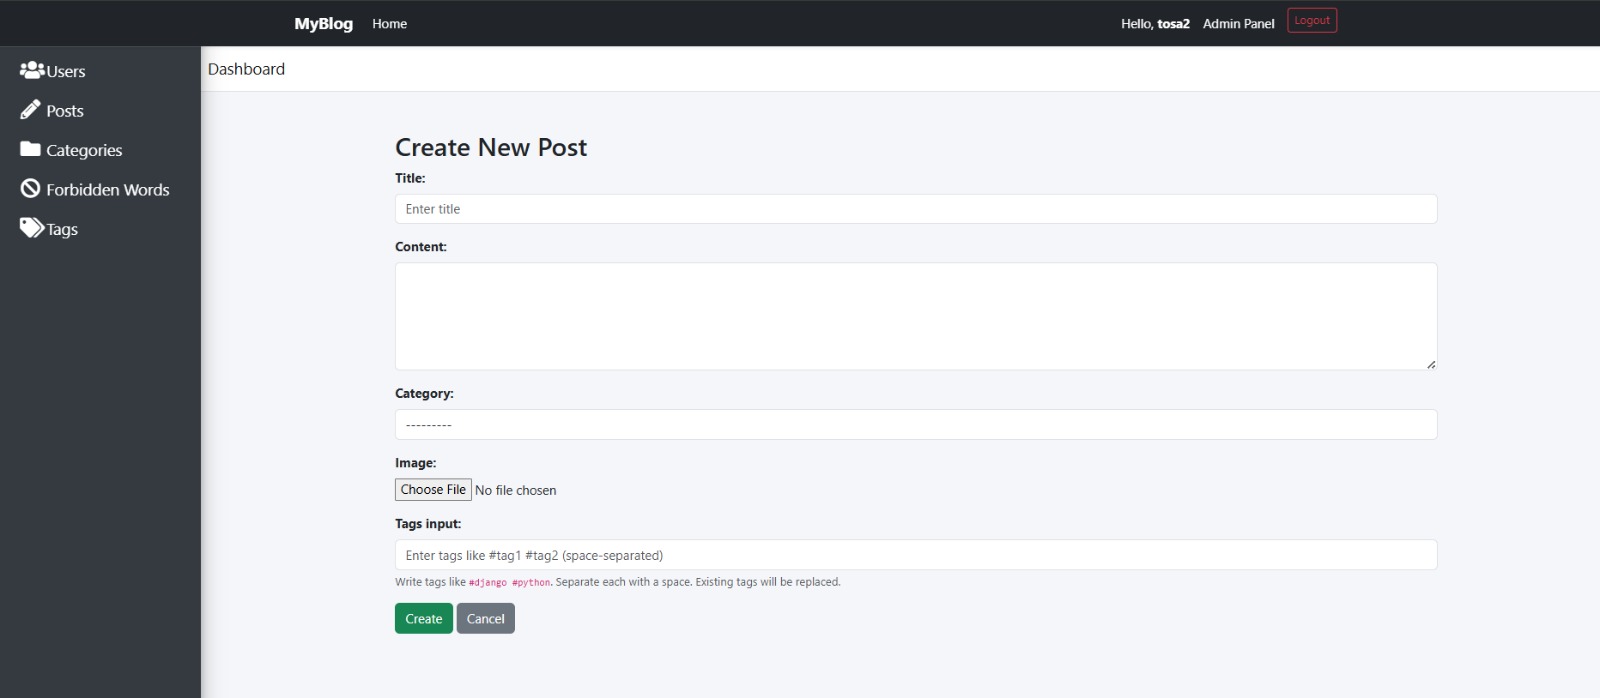 MyBlog Home Hello, tosa2 Admin Panel Logout
Users
Posts
Categories
Forbidden Words
Tags
Dashboard
Create New Post
Title:
Enter title
Content:
Category:
---------
Image:
Choose File No file chosen
Tags input:
Enter tags like #tag1 #tag2 (space-separated)
Write tags like #django #python. Separate each with a space. Existing tags will be replaced.
Create Cancel